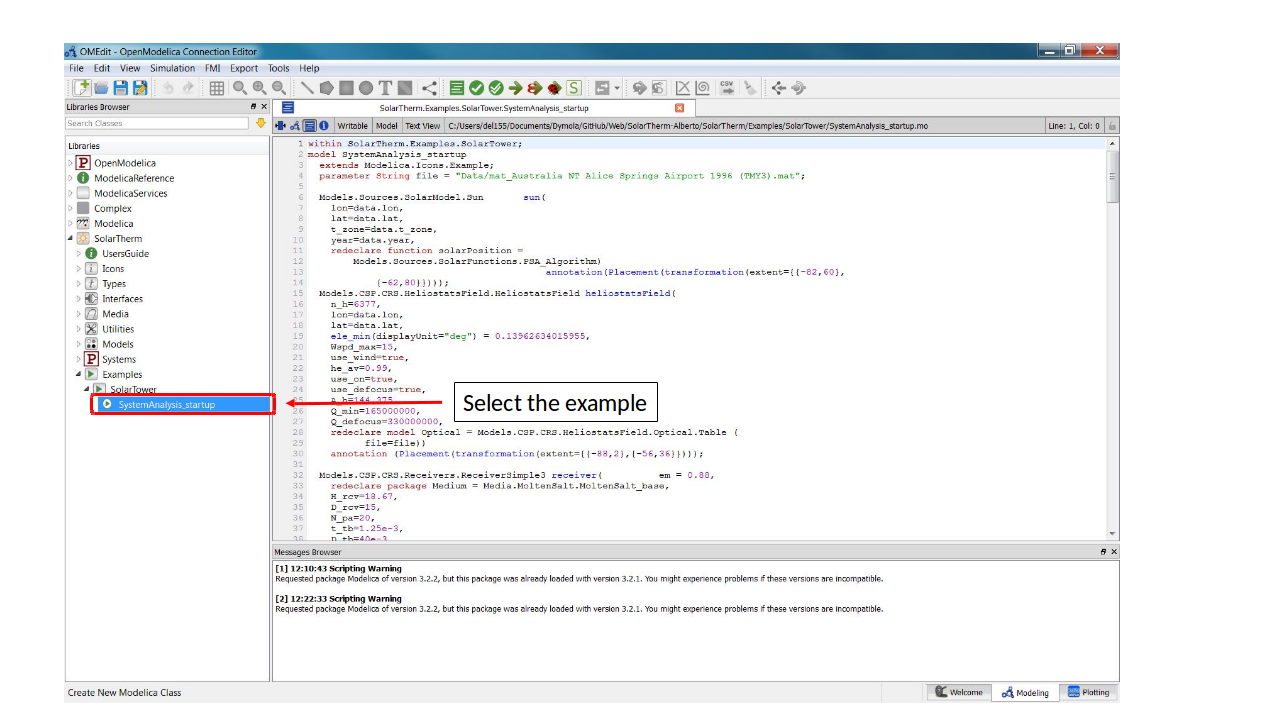 OMEdit - OpenModelica Connection Editor
File Edit View Simulation FMI Export Tools Help
Libraries Browser
SolarTherm.Examples.SolarTower.SystemAnalysis_startup
Search Classes
Writable Model Text View C:/Users/del155/Documents/Dymola/GitHub/Web/SolarTherm-Alberto/SolarTherm/Examples/SolarTower/SystemAnalysis_startup.mo Line: 1, Col: 0
Libraries
OpenModelica
ModelicaReference
ModelicaServices
Complex
Modelica
SolarTherm
UsersGuide
Icons
Types
Interfaces
Media
Utilities
Models
Systems
Examples
SolarTower
SystemAnalysis_startup
1 within SolarTherm.Examples.SolarTower;
2 model SystemAnalysis_startup
3 extends Modelica.Icons.Example;
4 parameter String file = "Data/mat_Australia NT Alice Springs Airport 1996 (TMY3).mat";
5
6 Models.Sources.SolarModel.Sun sun(
7 lon=data.lon,
8 lat=data.lat,
9 t_zone=data.t_zone,
10 year=data.year,
11 redeclare function solarPosition =
12 Models.Sources.SolarFunctions.PSA_Algorithm)
13 annotation(Placement(transformation(extent={{-82,60},
14 {-62,80}})));
15 Models.CSP.CRS.HeliostatsField.HeliostatsField heliostatsField(
16 n_h=6377,
17 lon=data.lon,
18 lat=data.lat,
19 ele_min(displayUnit="deg") = 0.13962634015955,
20 Wspd_max=15,
21 use_wind=true,
22 he_av=0.99,
23 use_on=true,
24 use_defocus=true,
25 A_h=144.375,
26 Q_min=165000000,
27 Q_defocus=330000000,
28 redeclare model Optical = Models.CSP.CRS.HeliostatsField.Optical.Table (
29 file=file))
30 annotation (Placement(transformation(extent={{-88,2},{-56,36}})));
31
32 Models.CSP.CRS.Receivers.ReceiverSimple3 receiver( em = 0.88,
33 redeclare package Medium = Media.MoltenSalt.MoltenSalt_base,
34 H_rcv=18.67,
35 D_rcv=15,
36 N_pa=20,
37 t_tb=1.25e-3,
38 D_tb=40e-3
Select the example
Messages Browser
[1] 12:10:43 Scripting Warning
Requested package Modelica of version 3.2.2, but this package was already loaded with version 3.2.1. You might experience problems if these versions are incompatible.
[2] 12:22:33 Scripting Warning
Requested package Modelica of version 3.2.2, but this package was already loaded with version 3.2.1. You might experience problems if these versions are incompatible.
Create New Modelica Class
Welcome Modeling Plotting